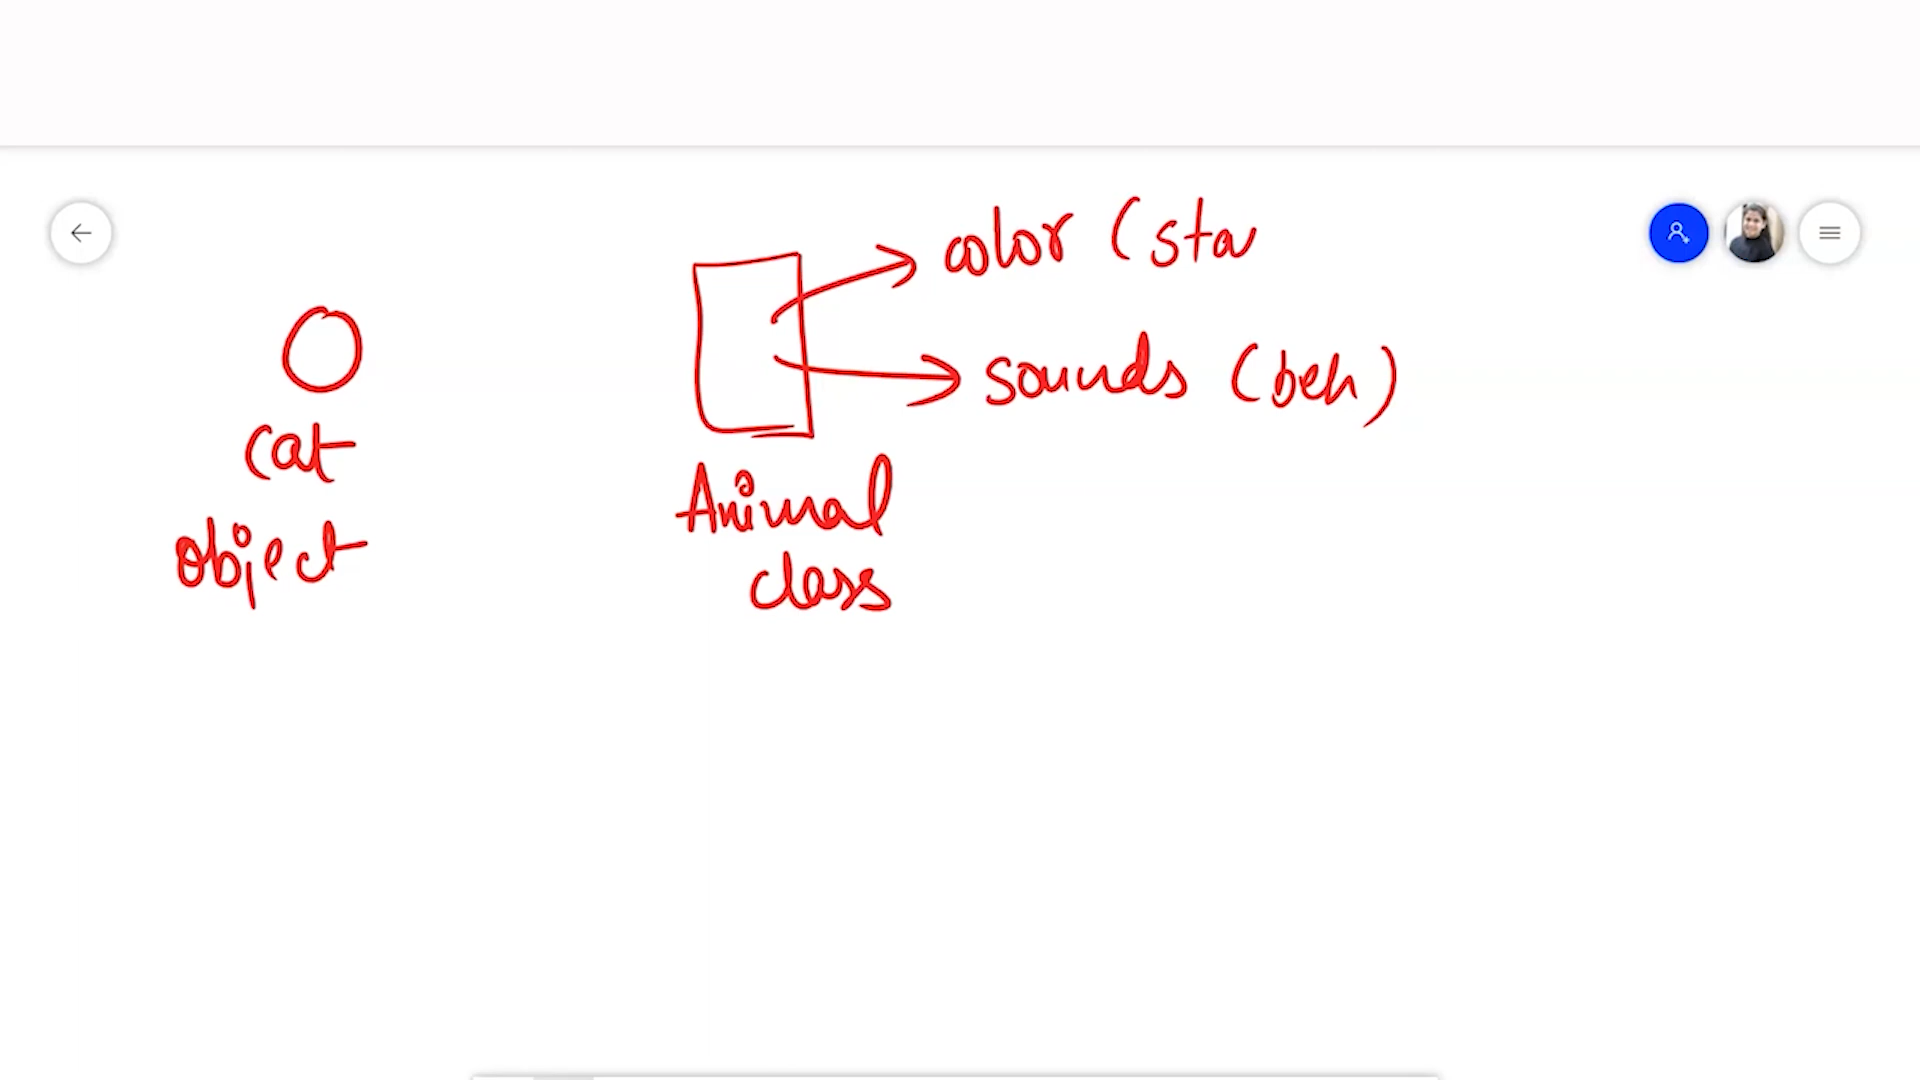 color (sta
sounds (beh)
cat
object
Animal
class